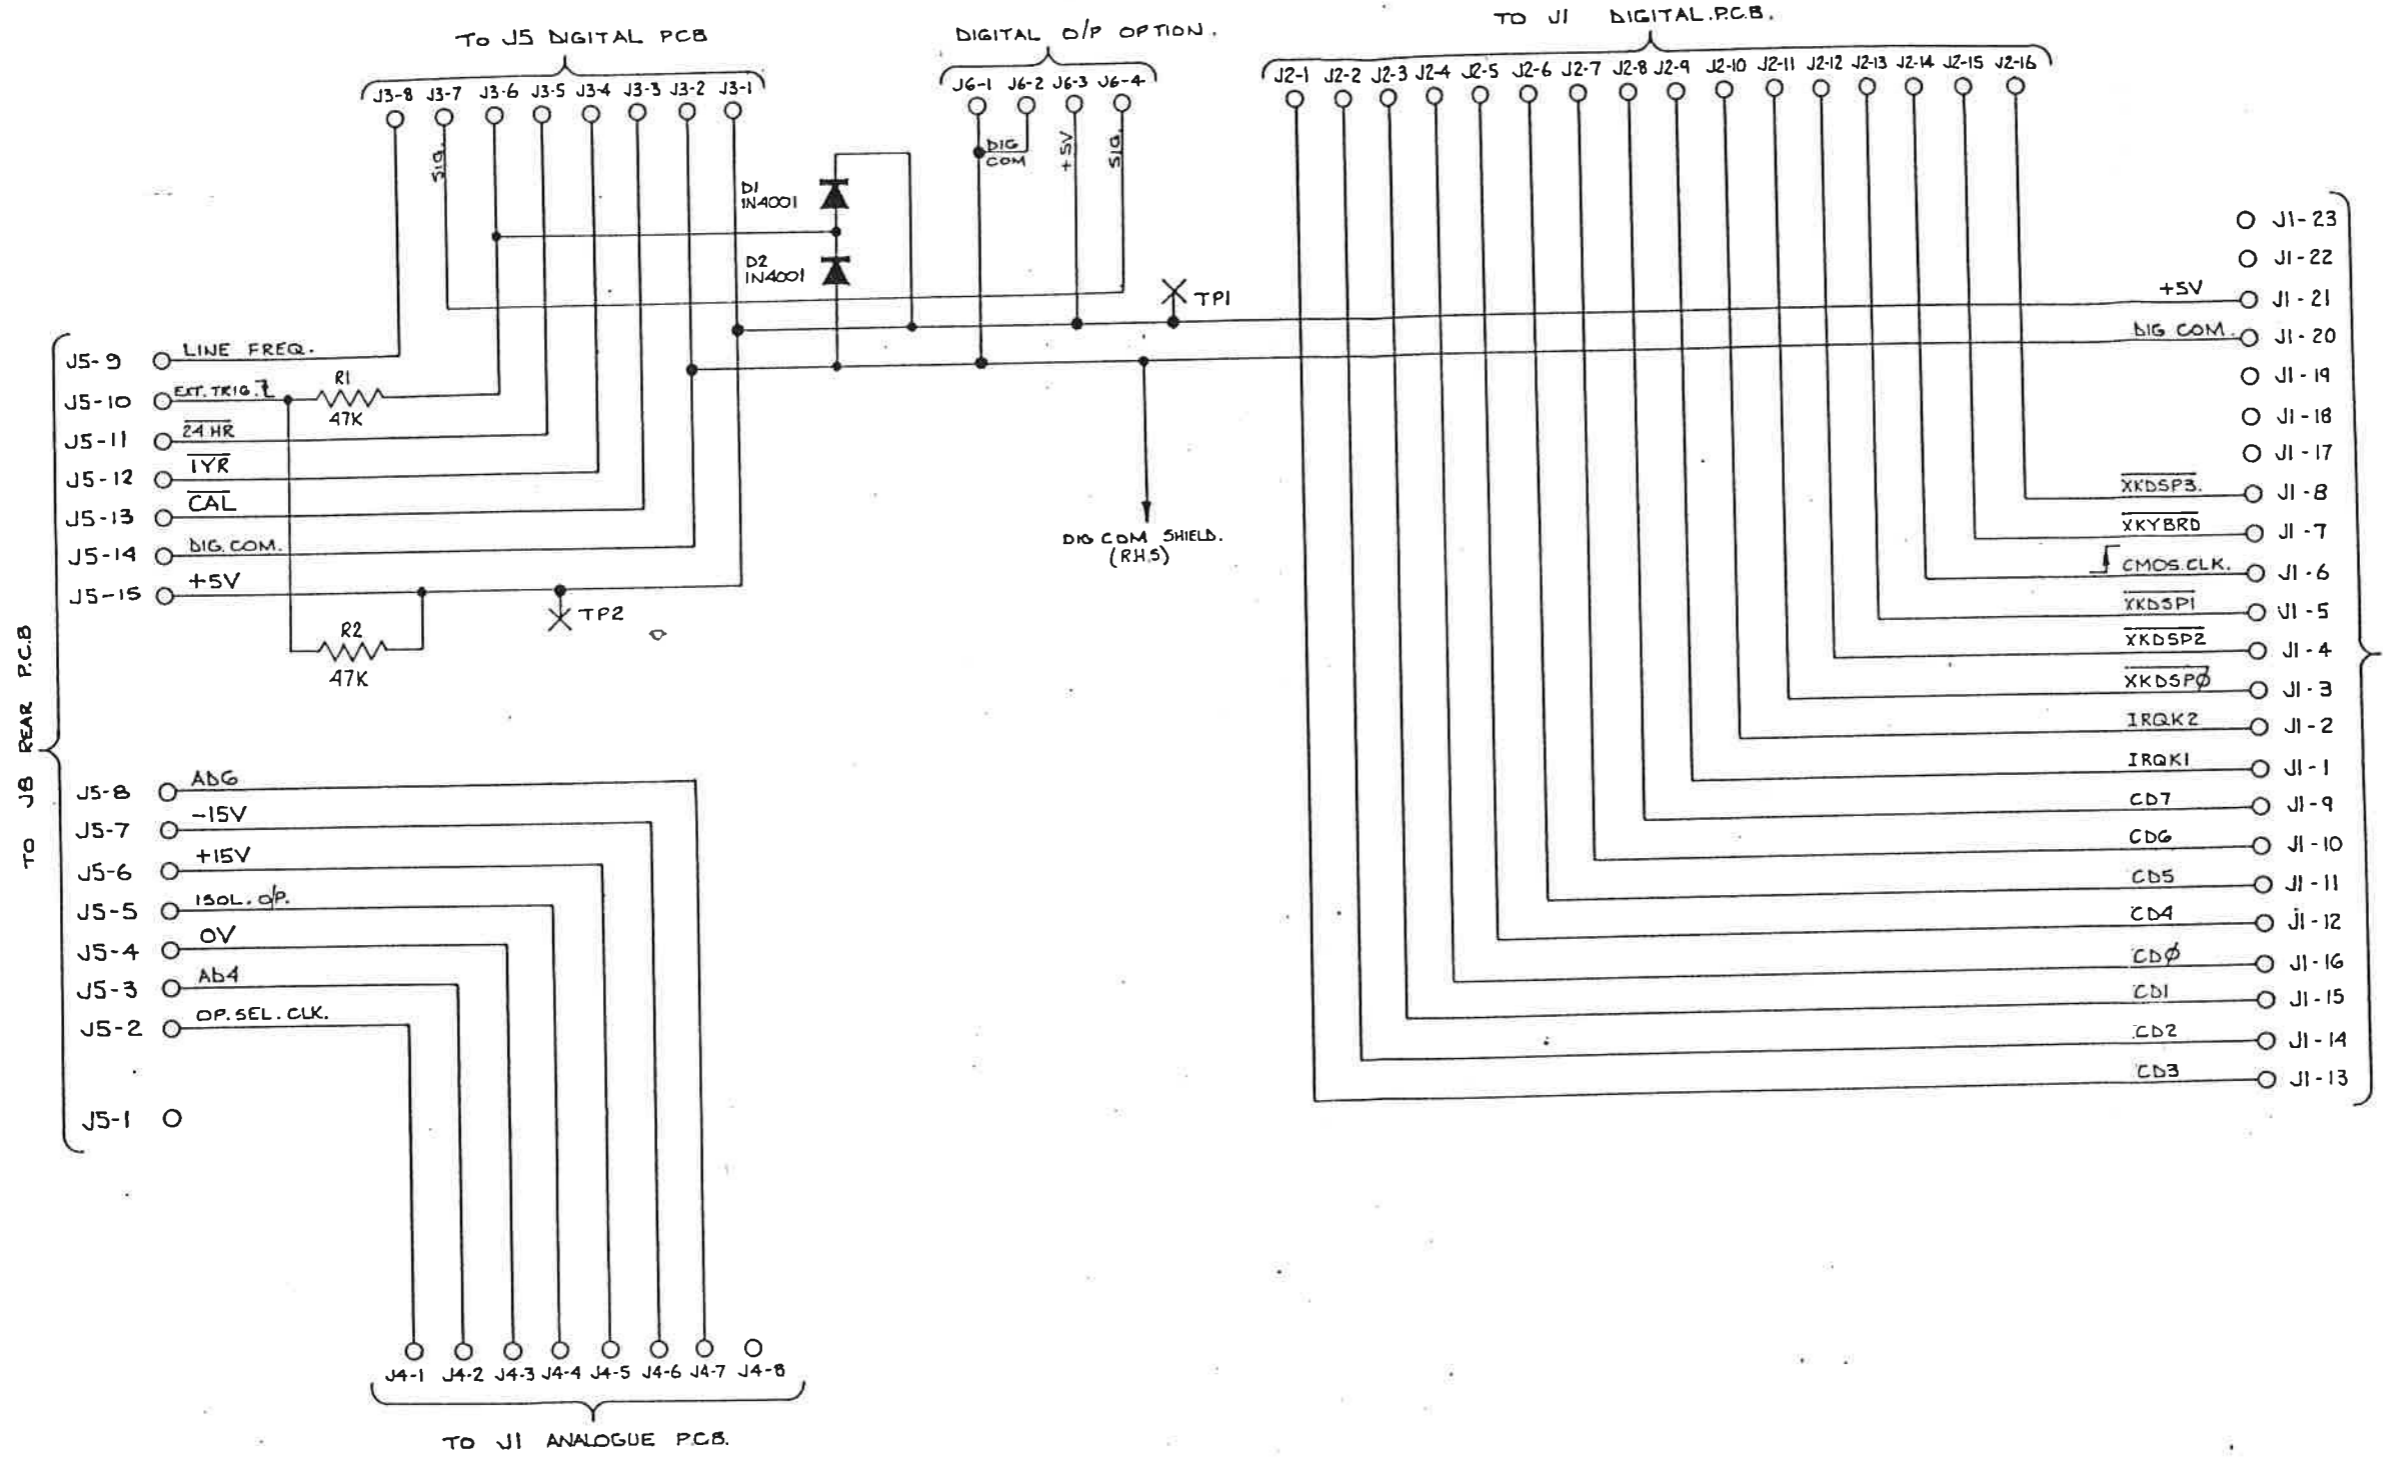 TO J5 DIGITAL PCB
J3-8 J3-7 J3-6 J3-5 J3-4 J3-3 J3-2 J3-1
SIG.
DIGITAL O/P OPTION.
J6-1 J6-2 J6-3 J6-4
DIG
COM
+5V
SIG.
TO J1 DIGITAL.P.C.B.
J2-1 J2-2 J2-3 J2-4 J2-5 J2-6 J2-7 J2-8 J2-9 J2-10 J2-11 J2-12 J2-13 J2-14 J2-15 J2-16
D1
1N4001
D2
1N4001
TP1
J1-23
J1-22
+5V J1-21
DIG COM. J1-20
J1-19
J1-18
J1-17
XKDSP3. J1-8
XKYBRD J1-7
CMOS.CLK. J1-6
XKDSP1 J1-5
XKDSP2 J1-4
XKDSPØ J1-3
IRQK2 J1-2
IRQK1 J1-1
CD7 J1-9
CD6 J1-10
CD5 J1-11
CD4 J1-12
CDØ J1-16
CD1 J1-15
CD2 J1-14
CD3 J1-13
DIG COM SHIELD.
(R.H.S)
J5-9 LINE FREQ.
J5-10 EXT. TRIG.
R1
47K
J5-11 24 HR
J5-12 1YR
J5-13 CAL
J5-14 DIG. COM.
J5-15 +5V
TP2
R2
47K
TO J8 REAR P.C.B
J5-8 AD6
J5-7 -15V
J5-6 +15V
J5-5 ISOL. O/P.
J5-4 0V
J5-3 AD4
J5-2 OP. SEL. CLK.
J5-1
J4-1 J4-2 J4-3 J4-4 J4-5 J4-6 J4-7 J4-8
TO J1 ANALOGUE P.C.B.